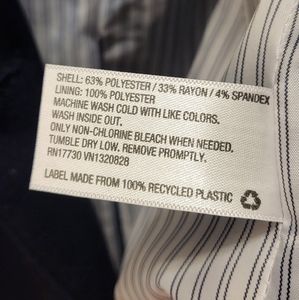 SHELL: 63% POLYESTER / 33% RAYON / 4% SPANDEX
LINING: 100% POLYESTER
MACHINE WASH COLD WITH LIKE COLORS.
WASH INSIDE OUT.
ONLY NON-CHLORINE BLEACH WHEN NEEDED.
TUMBLE DRY LOW. REMOVE PROMPTLY.
RN17730 VN1320828
LABEL MADE FROM 100% RECYCLED PLASTIC